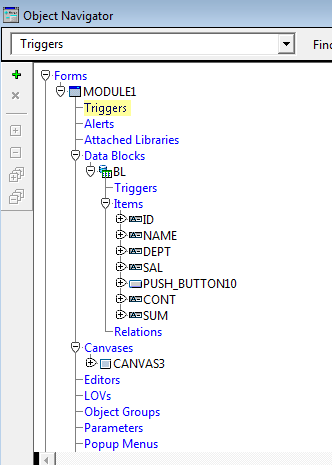 Object Navigator
Triggers
Find
Forms
MODULE1
Triggers
Alerts
Attached Libraries
Data Blocks
BL
Triggers
Items
ID
NAME
DEPT
SAL
PUSH_BUTTON10
CONT
SUM
Relations
Canvases
CANVAS3
Editors
LOVs
Object Groups
Parameters
Popup Menus